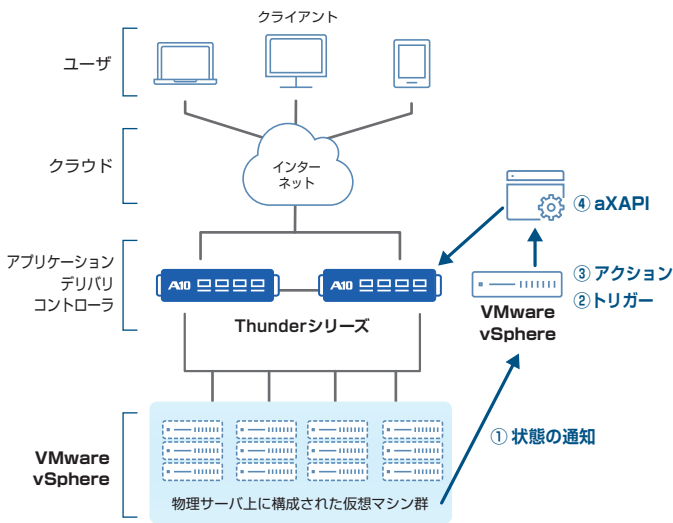 クライアント
ユーザ
クラウド
インター
ネット
④ aXAPI
アプリケーション
デリバリ
コントローラ
A10
A10
Thunderシリーズ
③ アクション
②トリガー
VMware
vSphere
① 状態の通知
VMware
vSphere
物理サーバ上に構成された仮想マシン群